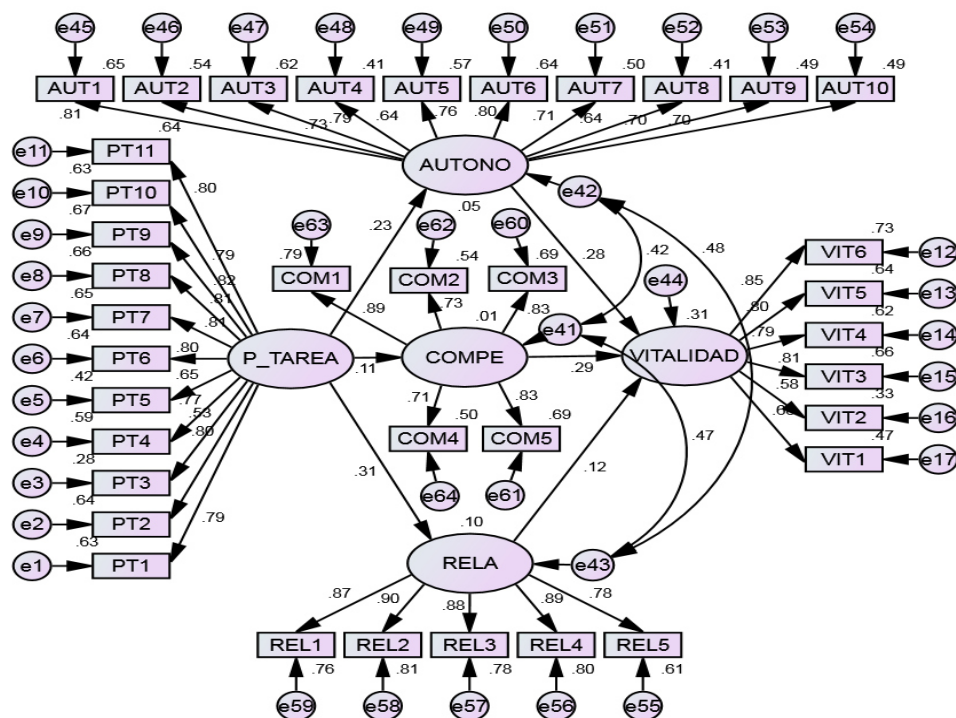 e45 e46 e47 e48 e49 e50 e51 e52 e53 e54
.65 .54 .62 .41 .57 .64 .50 .41 .49 .49
AUT1 AUT2 AUT3 AUT4 AUT5 AUT6 AUT7 AUT8 AUT9 AUT10
.81 .73 .79 .64 .76 .80 .71 .64 .70 .70
.64
e11 PT11 AUTONO
.63 .80 .05 e42
e10 PT10
.67 .23 e63 e62 e60 .42 .48
e9 PT9 .79 .79 .54 .69 .28 .73
.66 .82 COM1 COM2 COM3 e44 VIT6 e12
e8 PT8 .81 .85 .64
.65 .89 .73 .83 .31 .80 VIT5 e13
e7 PT7 .81 .01 e41 .79 .62
.64 .80 VIT4 e14
e6 PT6 P_TAREA .11 COMPE .29 VITALIDAD .81 .66
.42 .65 VIT3 e15
e5 PT5 .77 .71 .83 .58 .33
.59 .53 .50 .69 VIT2 e16
e4 PT4 .80 COM4 COM5 .47 .47
.28 .31 .12 VIT1 e17
e3 PT3 e64 e61
.64 .79
e2 PT2 .10
.63
e1 PT1 RELA e43
.87 .90 .88 .89 .78
REL1 REL2 REL3 REL4 REL5
.76 .81 .78 .80 .61
e59 e58 e57 e56 e55